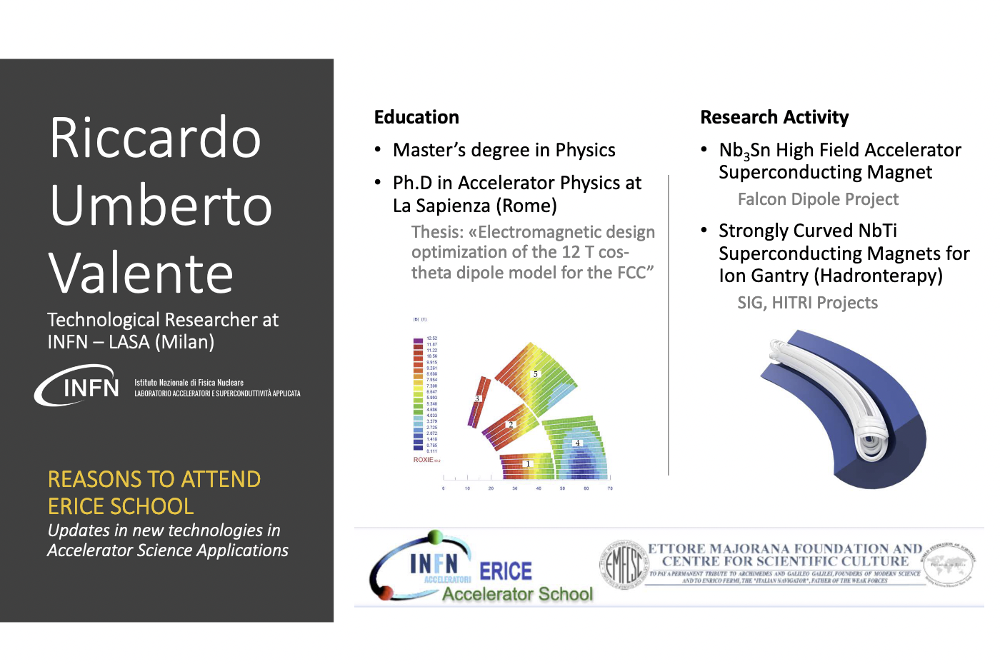 Riccardo
Umberto
Valente
Technological Researcher at
INFN – LASA (Milan)
INFN
Istituto Nazionale di Fisica Nucleare
LABORATORIO ACCELERATORI E SUPERCONDUTTIVITÀ APPLICATA
REASONS TO ATTEND
ERICE SCHOOL
Updates in new technologies in
Accelerator Science Applications
Education
• Master’s degree in Physics
• Ph.D in Accelerator Physics at
La Sapienza (Rome)
Thesis: «Electromagnetic design
optimization of the 12 T cos-
theta dipole model for the FCC”
|B| (T)
12.52
11.87
11.22
10.56
9.915
9.261
8.608
7.954
7.300
6.647
5.993
5.340
4.686
4.033
3.379
2.725
2.072
1.418
0.765
0.111
ROXIE
5
3
2
4
1
0 10 20 30 40 50 60 70
Research Activity
• Nb₃Sn High Field Accelerator
Superconducting Magnet
Falcon Dipole Project
• Strongly Curved NbTi
Superconducting Magnets for
Ion Gantry (Hadronterapy)
SIG, HITRI Projects
INFN
ACCELERATORI
ERICE
Accelerator School
EMFCSC
ETTORE MAJORANA FOUNDATION AND
CENTRE FOR SCIENTIFIC CULTURE
TO PAY A PERMANENT TRIBUTE TO ARCHIMEDES AND GALILEO GALILEI, FOUNDERS OF MODERN SCIENCE
AND TO ENRICO FERMI, THE "ITALIAN NAVIGATOR", FATHER OF THE WEAK FORCES